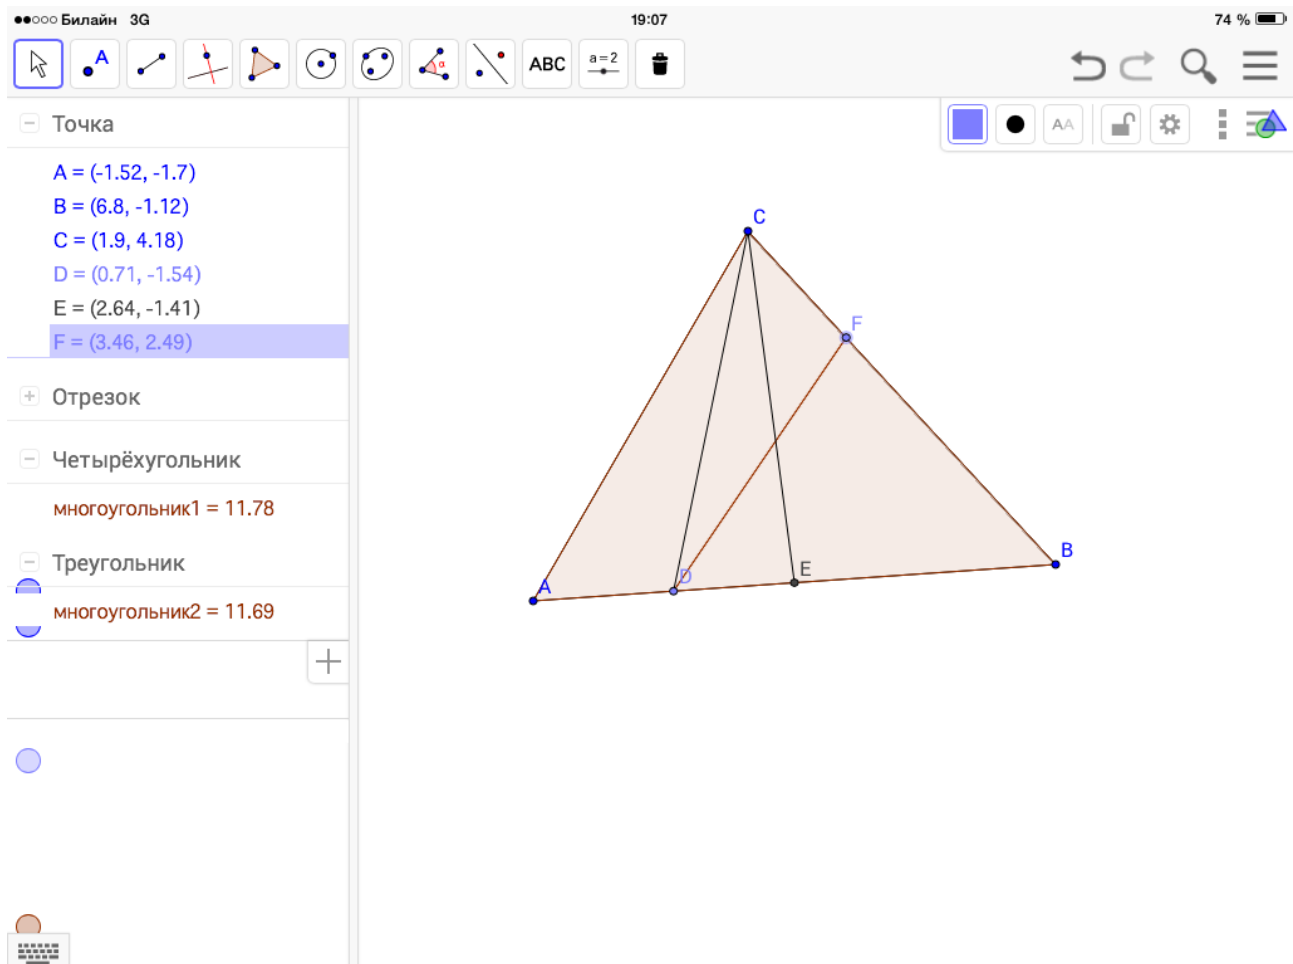 ●●○○○ Билайн 3G 19:07 74 %
ABC a=2
Точка
AA
A = (-1.52, -1.7)
B = (6.8, -1.12)
C = (1.9, 4.18)
D = (0.71, -1.54)
E = (2.64, -1.41)
F = (3.46, 2.49)
Отрезок
Четырёхугольник
многоугольник1 = 11.78
Треугольник
многоугольник2 = 11.69
C
F
B
E
D
A
α
A